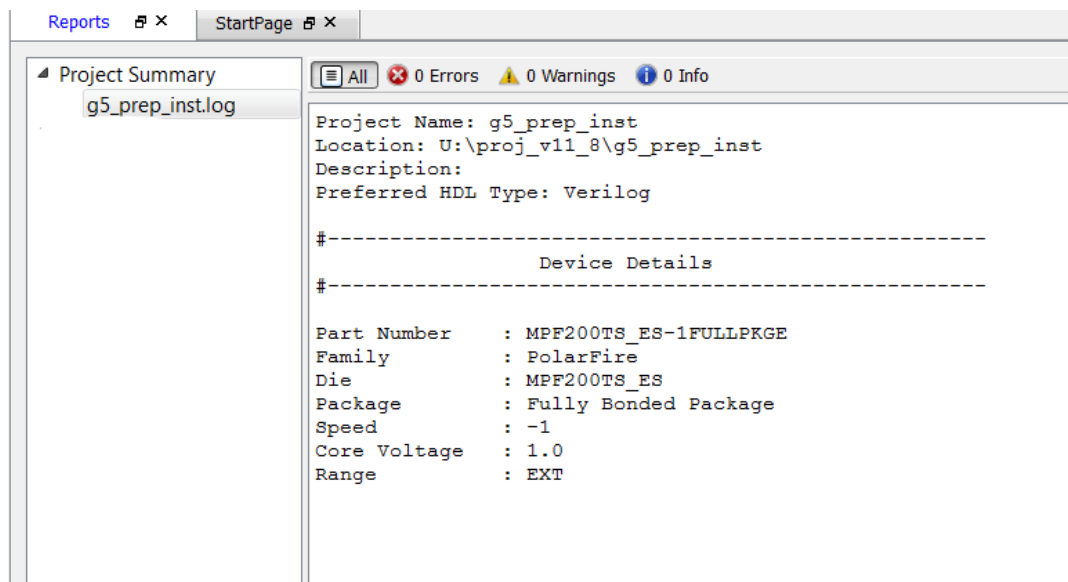 Reports
StartPage
Project Summary
g5_prep_inst.log
All 0 Errors 0 Warnings 0 Info
Project Name: g5_prep_inst
Location: U:\proj_v11_8\g5_prep_inst
Description:
Preferred HDL Type: Verilog
#-----------------------------------------------------
Device Details
#-----------------------------------------------------
Part Number : MPF200TS_ES-1FULLPKGE
Family : PolarFire
Die : MPF200TS_ES
Package : Fully Bonded Package
Speed : -1
Core Voltage : 1.0
Range : EXT